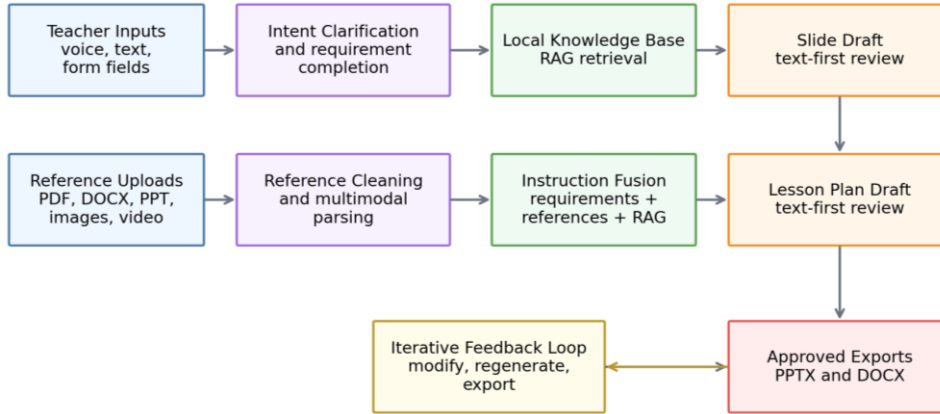 Teacher Inputs
voice, text,
form fields
Intent Clarification
and requirement
completion
Local Knowledge Base
RAG retrieval
Slide Draft
text-first review
Reference Uploads
PDF, DOCX, PPT,
images, video
Reference Cleaning
and multimodal
parsing
Instruction Fusion
requirements +
references + RAG
Lesson Plan Draft
text-first review
Iterative Feedback Loop
modify, regenerate,
export
Approved Exports
PPTX and DOCX